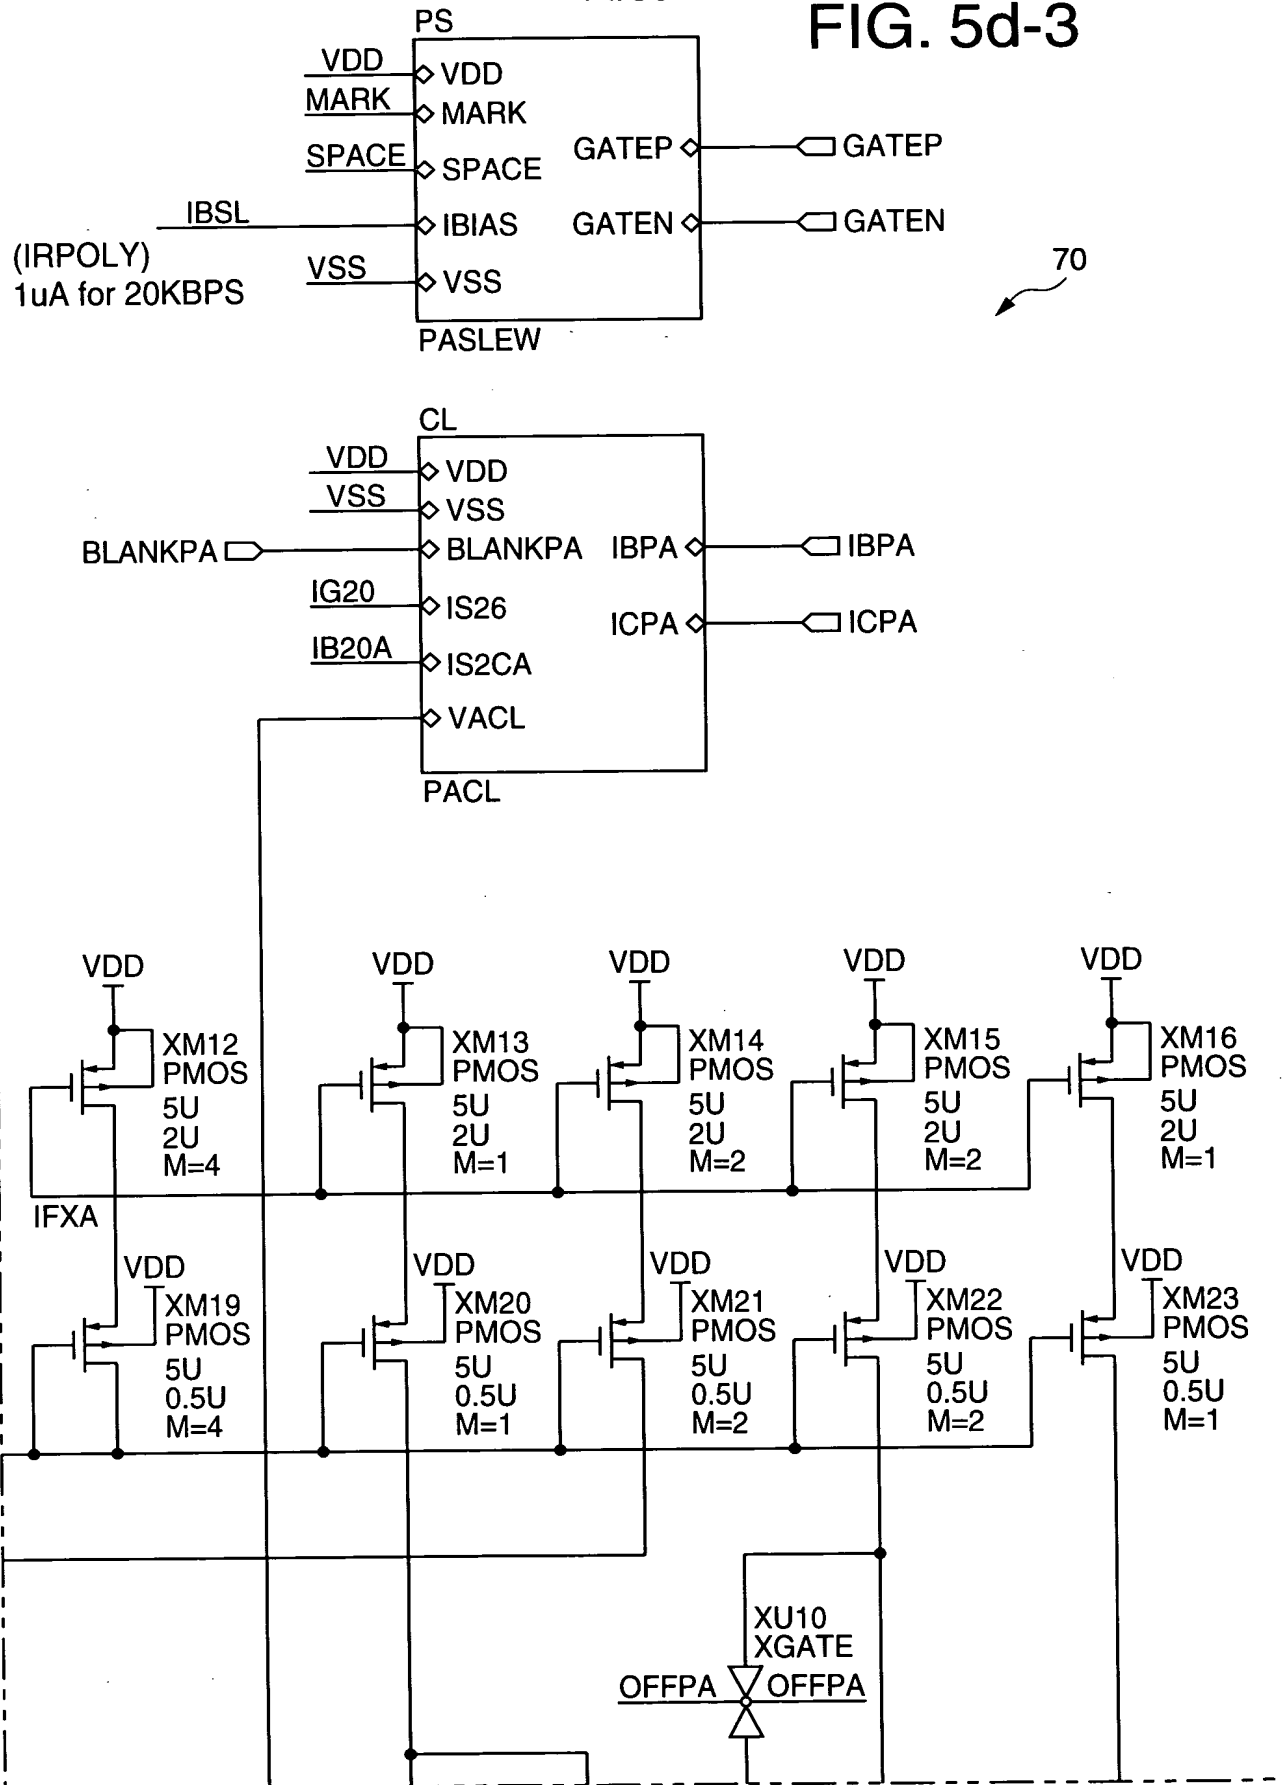 FIG. 5d-3
PS
VDD VDD
MARK MARK
SPACE SPACE
IBSL IBIAS
(IRPOLY)
1uA for 20KBPS
VSS VSS
GATEP GATEP
GATEN GATEN
PASLEW
70
CL
VDD VDD
VSS VSS
BLANKPA BLANKPA
IG20 IS26
IB20A IS2CA
VACL
IBPA IBPA
ICPA ICPA
PACL
VDD
XM12
PMOS
5U
2U
M=4
VDD
XM13
PMOS
5U
2U
M=1
VDD
XM14
PMOS
5U
2U
M=2
VDD
XM15
PMOS
5U
2U
M=2
VDD
XM16
PMOS
5U
2U
M=1
IFXA
VDD
XM19
PMOS
5U
0.5U
M=4
VDD
XM20
PMOS
5U
0.5U
M=1
VDD
XM21
PMOS
5U
0.5U
M=2
VDD
XM22
PMOS
5U
0.5U
M=2
VDD
XM23
PMOS
5U
0.5U
M=1
XU10
XGATE
OFFPA OFFPA